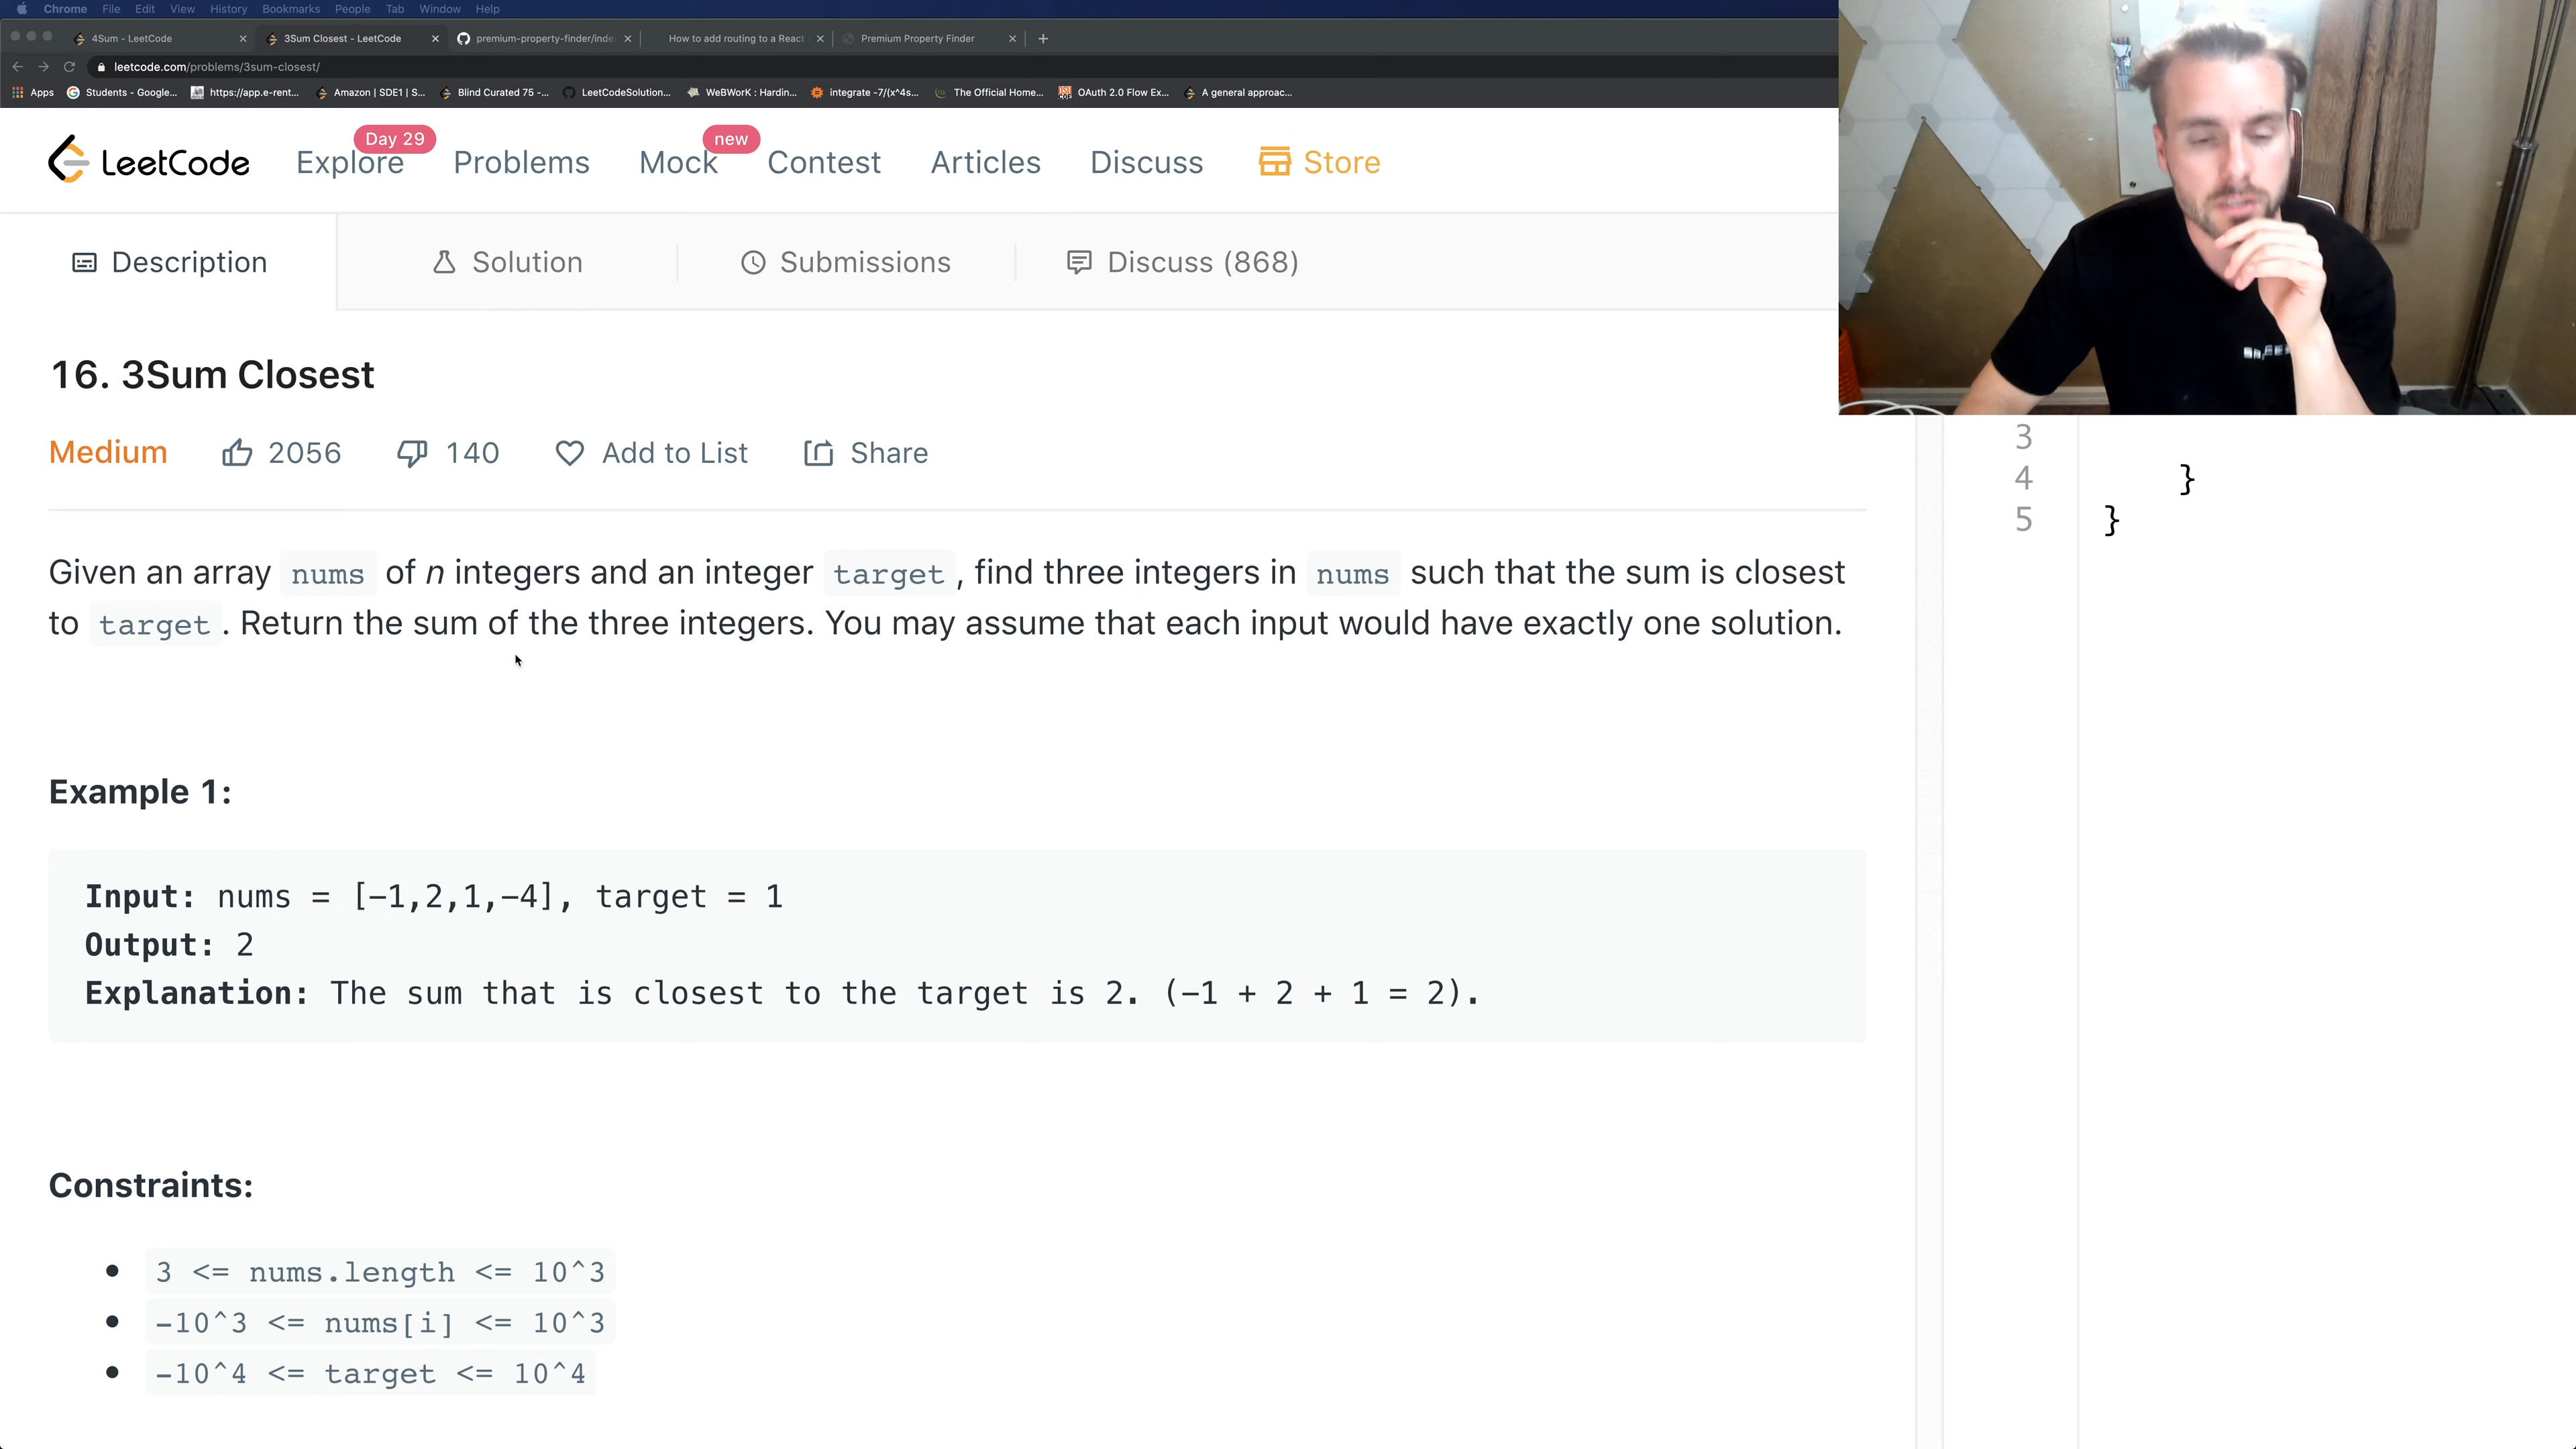 Chrome File Edit View History Bookmarks People Tab Window Help
4Sum - LeetCode
3Sum Closest - LeetCode
premium-property-finder/inde
How to add routing to a React
Premium Property Finder
leetcode.com/problems/3sum-closest/
Apps Students - Google... https://app.e-rent... Amazon | SDE1 | S... Blind Curated 75 -... LeetCodeSolution... WeBWorK : Hardin... integrate -7/(x^4s... The Official Home... OAuth 2.0 Flow Ex... A general approac...
Day 29 new
LeetCode Explore Problems Mock Contest Articles Discuss Store
Description Solution Submissions Discuss (868)
16. 3Sum Closest
Medium 2056 140 Add to List Share
3
4 }
5 }
Given an array nums of n integers and an integer target, find three integers in nums such that the sum is closest
to target. Return the sum of the three integers. You may assume that each input would have exactly one solution.
Example 1:
Input: nums = [-1,2,1,-4], target = 1
Output: 2
Explanation: The sum that is closest to the target is 2. (-1 + 2 + 1 = 2).
Constraints:
3 <= nums.length <= 10^3
-10^3 <= nums[i] <= 10^3
-10^4 <= target <= 10^4